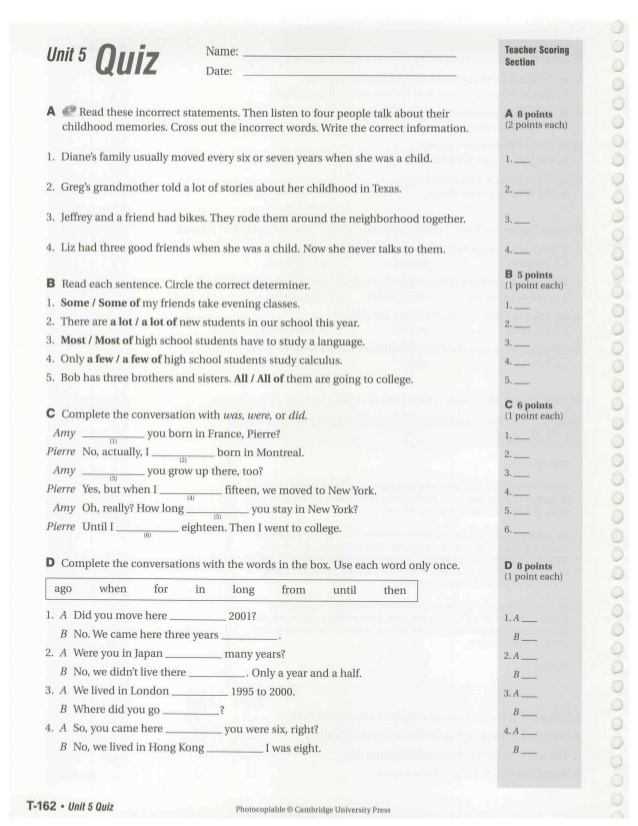 Unit 5 Quiz
Name:
Date:
Teacher Scoring
Section
A Read these incorrect statements. Then listen to four people talk about their
childhood memories. Cross out the incorrect words. Write the correct information.
A 8 points
(2 points each)
1. Diane's family usually moved every six or seven years when she was a child.
1.
2. Greg's grandmother told a lot of stories about her childhood in Texas.
2.
3. Jeffrey and a friend had bikes. They rode them around the neighborhood together.
3.
4. Liz had three good friends when she was a child. Now she never talks to them.
4.
B Read each sentence. Circle the correct determiner.
B 5 points
(1 point each)
1. Some / Some of my friends take evening classes.
1.
2. There are a lot / a lot of new students in our school this year.
2.
3. Most / Most of high school students have to study a language.
3.
4. Only a few / a few of high school students study calculus.
4.
5. Bob has three brothers and sisters. All / All of them are going to college.
5.
C Complete the conversation with was, were, or did.
C 6 points
(1 point each)
Amy ________ you born in France, Pierre?
(1)
1.
Pierre No, actually, I ________ born in Montreal.
(2)
2.
Amy ________ you grow up there, too?
(3)
3.
Pierre Yes, but when I ________ fifteen, we moved to New York.
(4)
4.
Amy Oh, really? How long ________ you stay in New York?
(5)
5.
Pierre Until I ________ eighteen. Then I went to college.
(6)
6.
D Complete the conversations with the words in the box. Use each word only once.
D 8 points
(1 point each)
ago when for in long from until then
1. A Did you move here ________ 2001?
1. A
B No. We came here three years ________.
B
2. A Were you in Japan ________ many years?
2. A
B No, we didn't live there ________. Only a year and a half.
B
3. A We lived in London ________ 1995 to 2000.
3. A
B Where did you go ________?
B
4. A So, you came here ________ you were six, right?
4. A
B No, we lived in Hong Kong ________ I was eight.
B
T-162 • Unit 5 Quiz
Photocopiable © Cambridge University Press